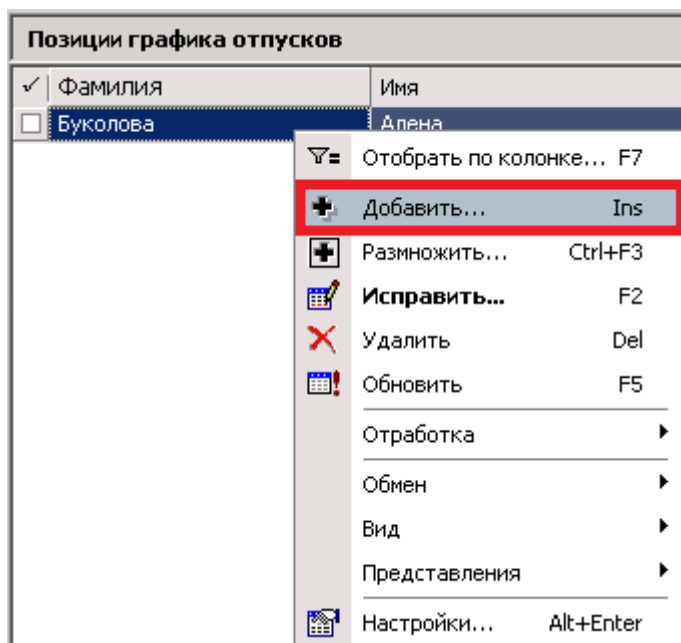 Позиции графика отпусков
Фамилия Имя
Буколова Алена
Отобрать по колонке... F7
Добавить... Ins
Размножить... Ctrl+F3
Исправить... F2
Удалить Del
Обновить F5
Отработка
Обмен
Вид
Представления
Настройки... Alt+Enter